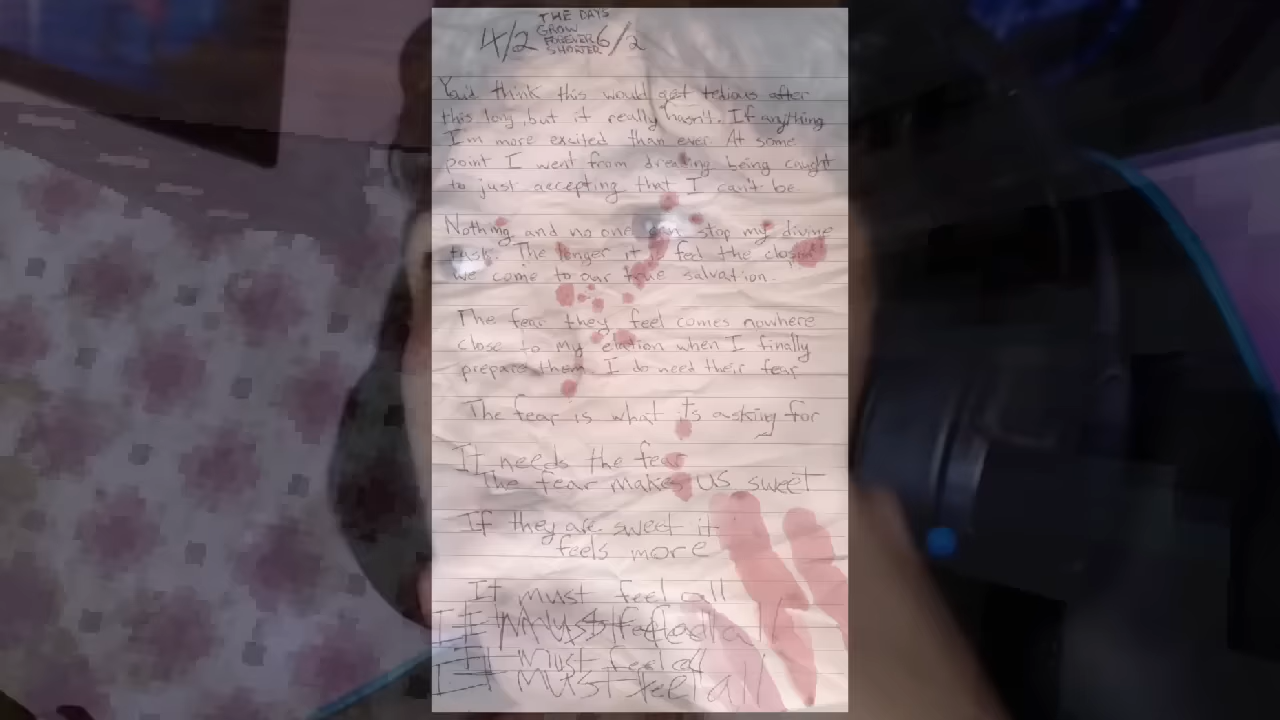 THE DAYS
GROW
FOREVER
SHORTER
4/2 6/2
You'd think this would get tedious after
this long, but it really hasn't. If anything
I'm more excited than ever. At some
point I went from dreading being caught
to just accepting that I can't be
Nothing and no one can stop my divine
task. The longer it feel the closer
we come to our true salvation.
The fear they feel comes nowhere
close to my elation when I finally
prepare them. I do need their fear
The fear is what it's asking for
It needs the fear
The fear makes US sweet
If they are sweet it
feels more
It must feel all
It Must feel all
It Must feel all
It MUST feel all